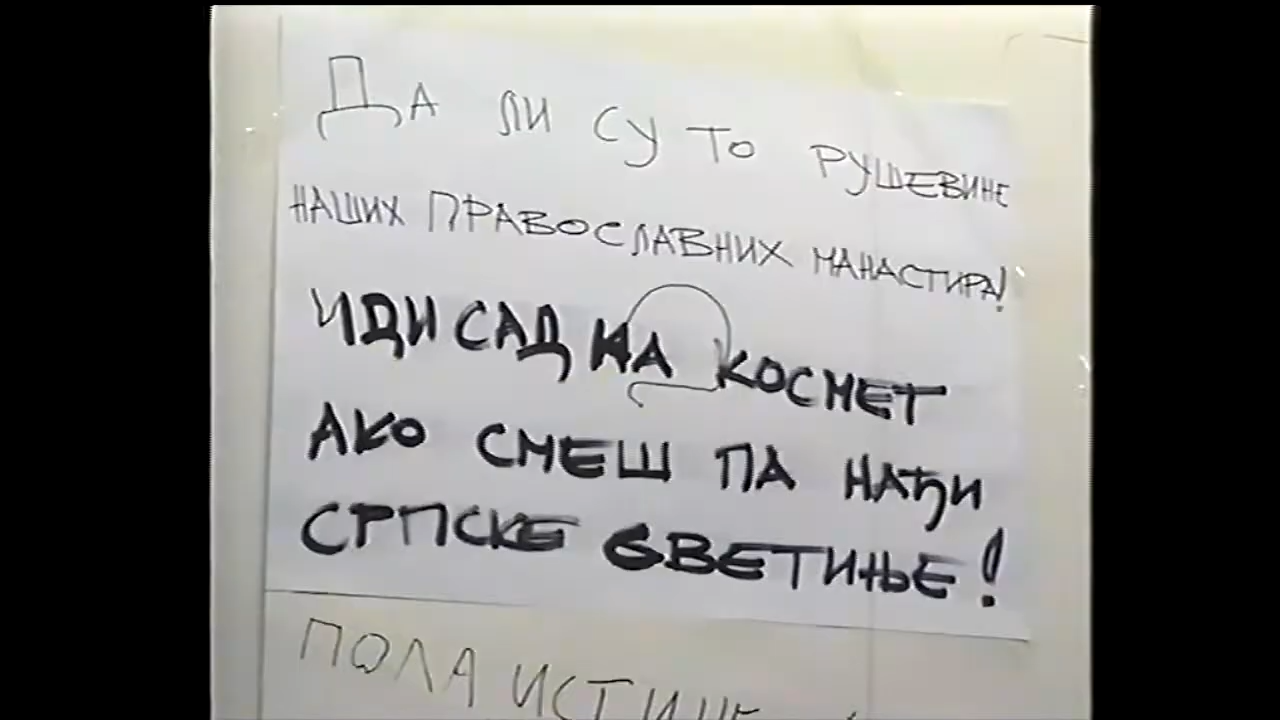 ДА ЛИ СУ ТО РУШЕВИНЕ
НАШИХ ПРАВОСЛАВНИХ МАНАСТИРА!
ИДИ САД НА КОСМЕТ
АКО СМЕШ ПА НАЂИ
СРПСКЕ СВЕТИЊЕ!
ПОЛА ИСТИНЕ